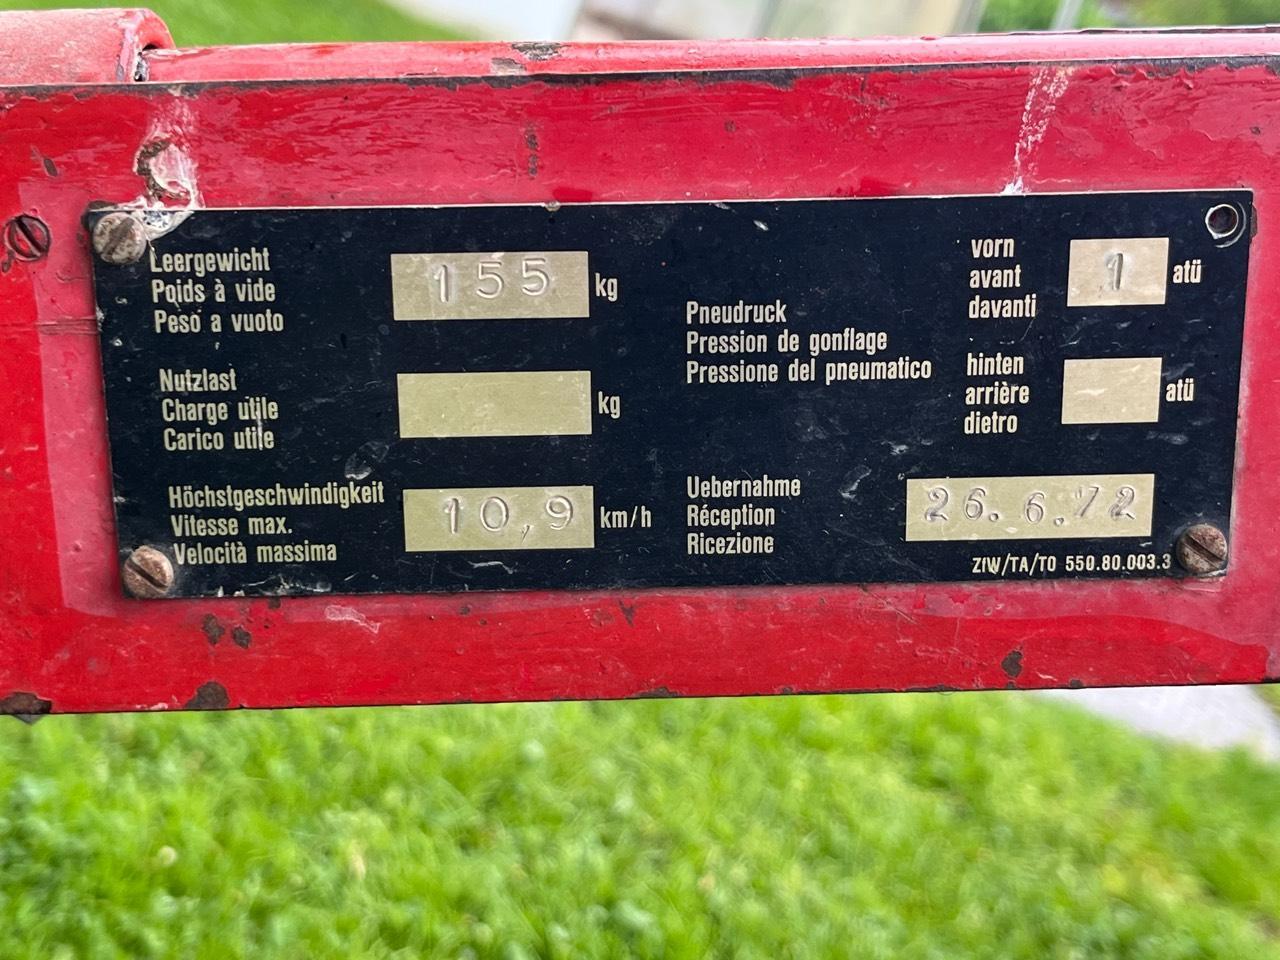 Leergewicht
Poids à vide
Peso a vuoto
155 kg
Nutzlast
Charge utile
Carico utile
kg
Höchstgeschwindigkeit
Vitesse max.
Velocità massima
10,9 km/h
Pneudruck
Pression de gonflage
Pressione del pneumatico
vorn
avant
davanti
1 atü
hinten
arrière
dietro
atü
Uebernahme
Réception
Ricezione
26.6.72
ZfW/TA/TO 550.80.003.3